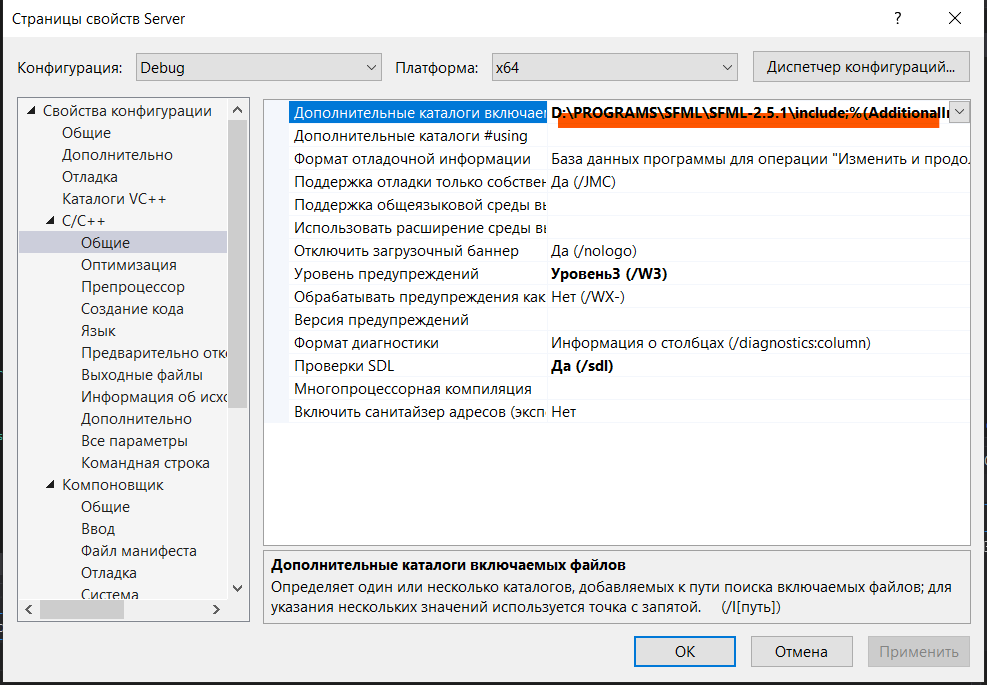 Страницы свойств Server
?
Конфигурация: Debug Платформа: x64 Диспетчер конфигураций...
Свойства конфигурации
Общие
Дополнительно
Отладка
Каталоги VC++
C/C++
Общие
Оптимизация
Препроцессор
Создание кода
Язык
Предварительно отк
Выходные файлы
Информация об исхо
Дополнительно
Все параметры
Командная строка
Компоновщик
Общие
Ввод
Файл манифеста
Отладка
Система
Дополнительные каталоги включаем D:\PROGRAMS\SFML\SFML-2.5.1\include;%(AdditionalIn
Дополнительные каталоги #using
Формат отладочной информации База данных программы для операции "Изменить и продо.
Поддержка отладки только собствен Да (/JMC)
Поддержка общеязыковой среды вы
Использовать расширение среды вы
Отключить загрузочный баннер Да (/nologo)
Уровень предупреждений Уровень3 (/W3)
Обрабатывать предупреждения как Нет (/WX-)
Версия предупреждений
Формат диагностики Информация о столбцах (/diagnostics:column)
Проверки SDL Да (/sdl)
Многопроцессорная компиляция
Включить санитайзер адресов (эксп Нет
Дополнительные каталоги включаемых файлов
Определяет один или несколько каталогов, добавляемых к пути поиска включаемых файлов; для
указания нескольких значений используется точка с запятой. (/I[путь])
ОК Отмена Применить